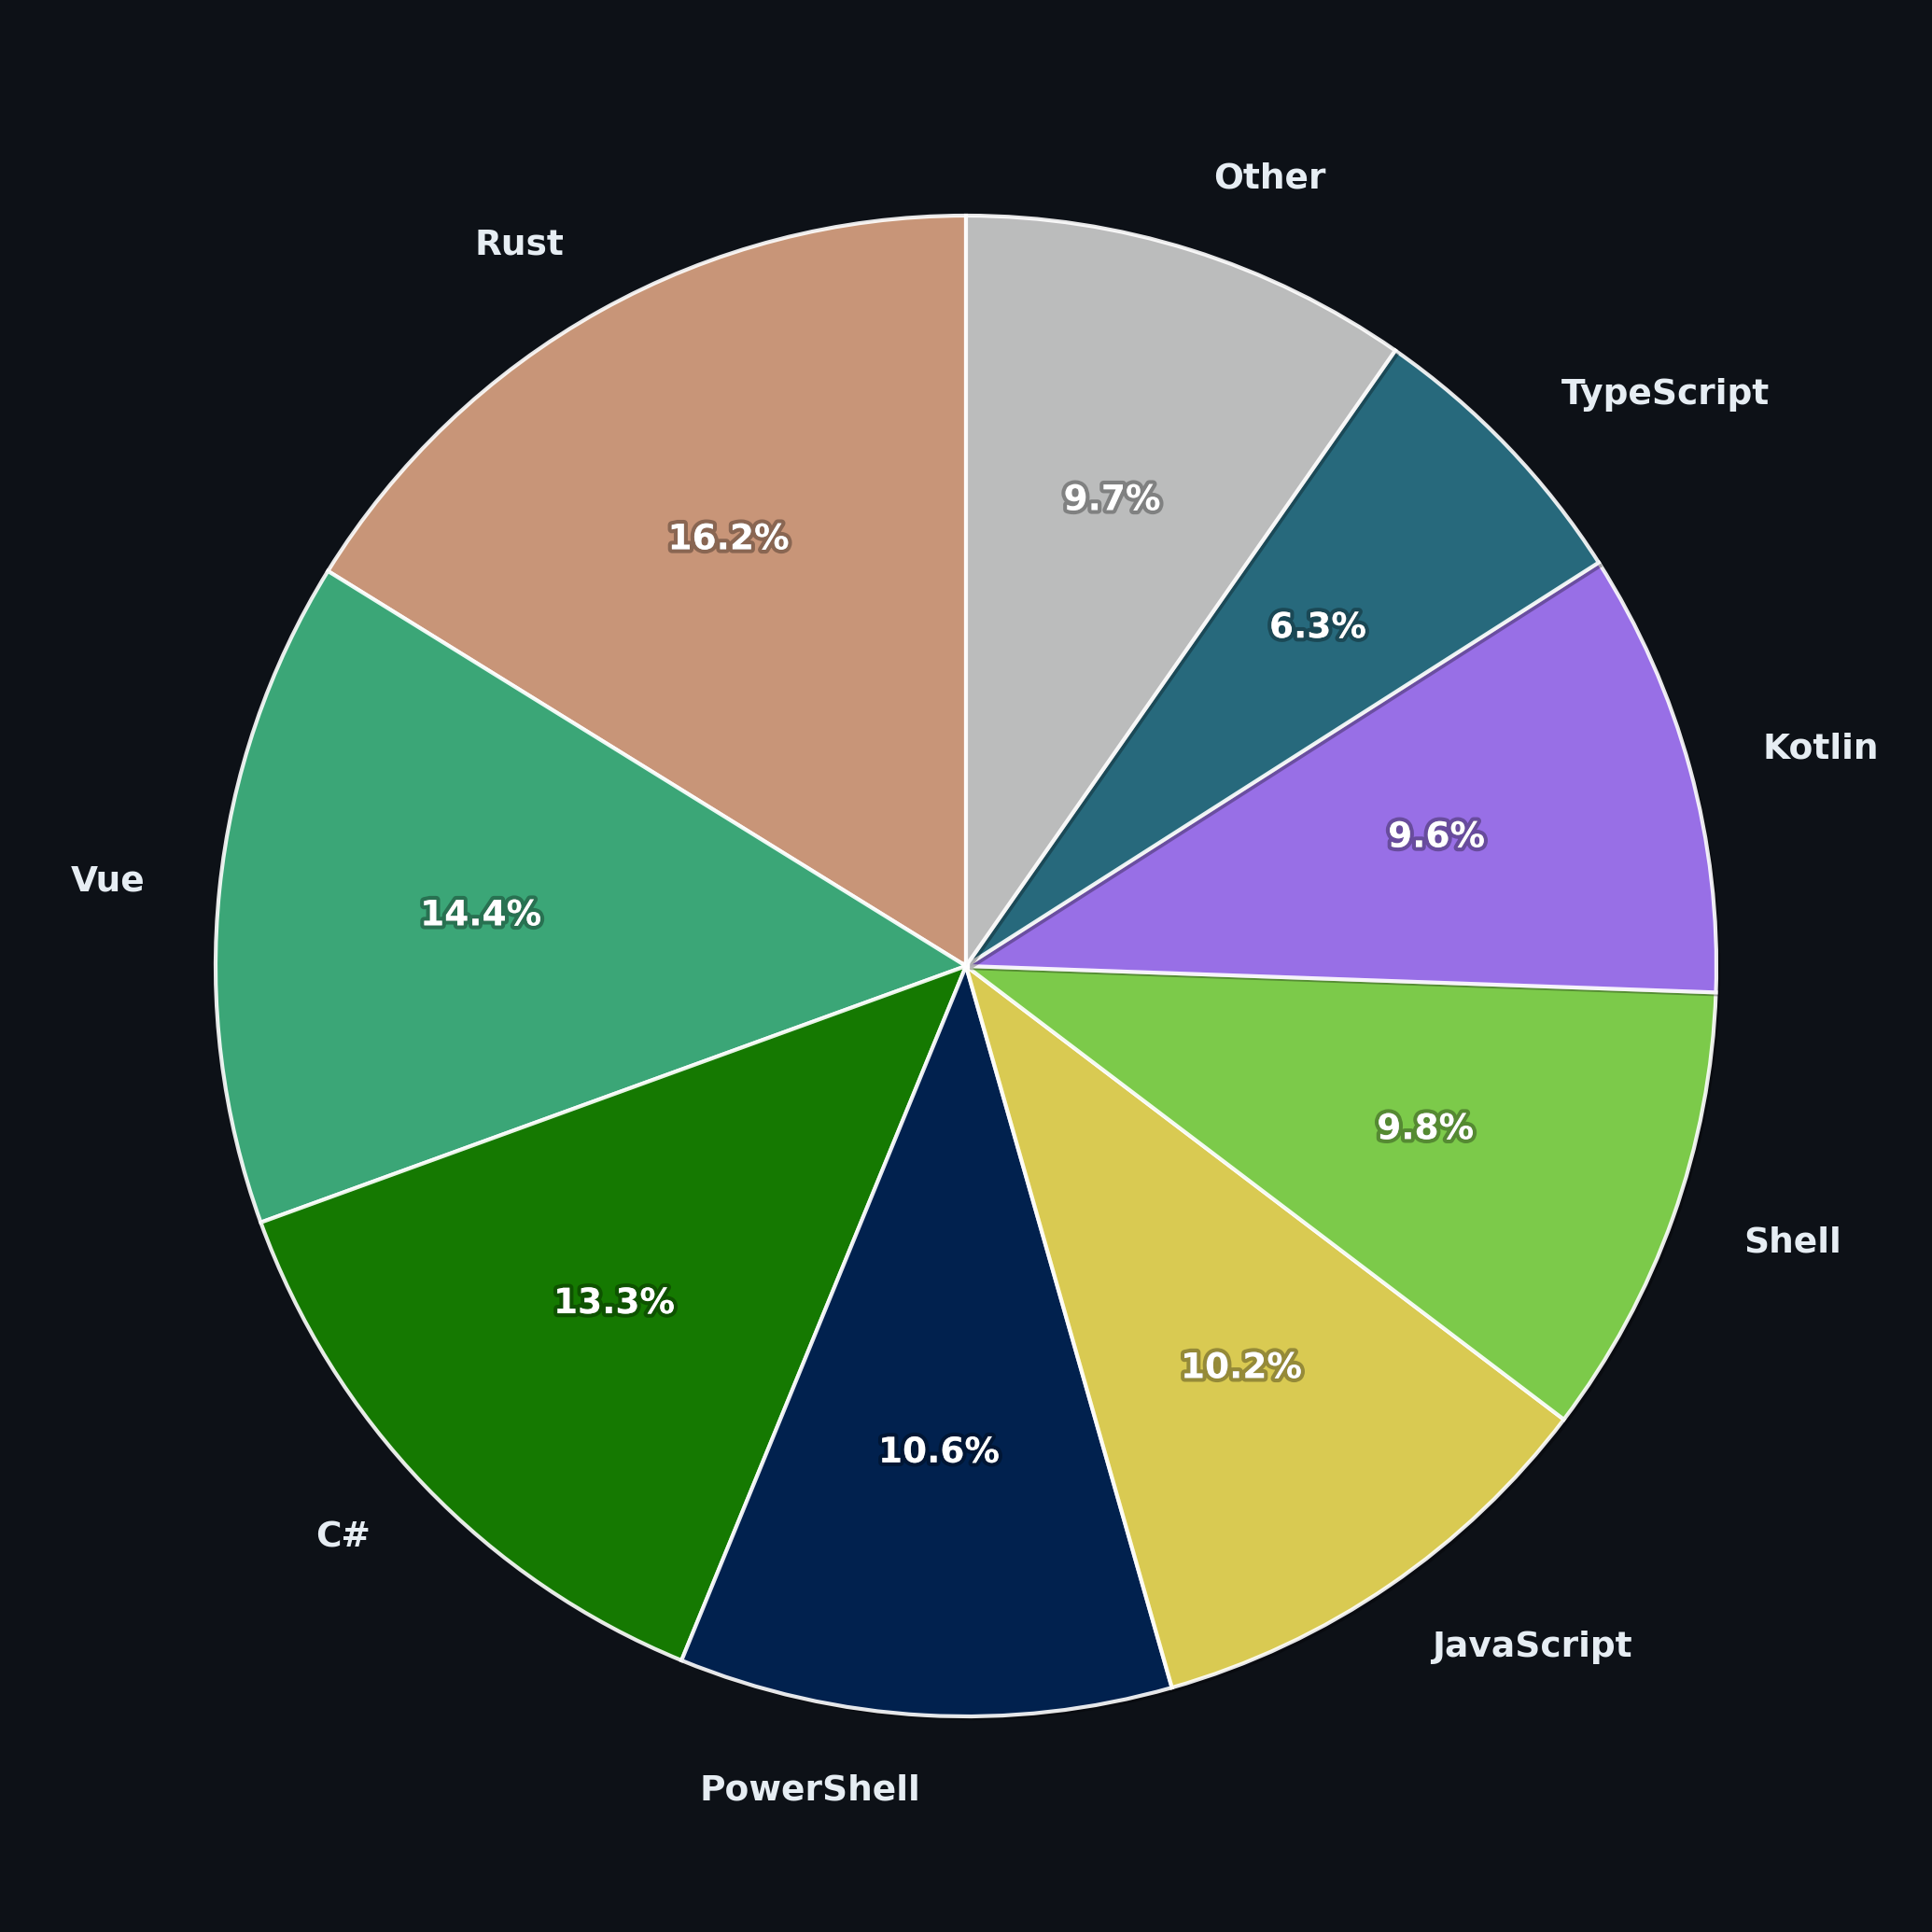 Other
Rust
TypeScript
9.7%
16.2%
6.3%
Kotlin
9.6%
Vue
14.4%
9.8%
Shell
13.3%
10.2%
10.6%
C#
JavaScript
PowerShell